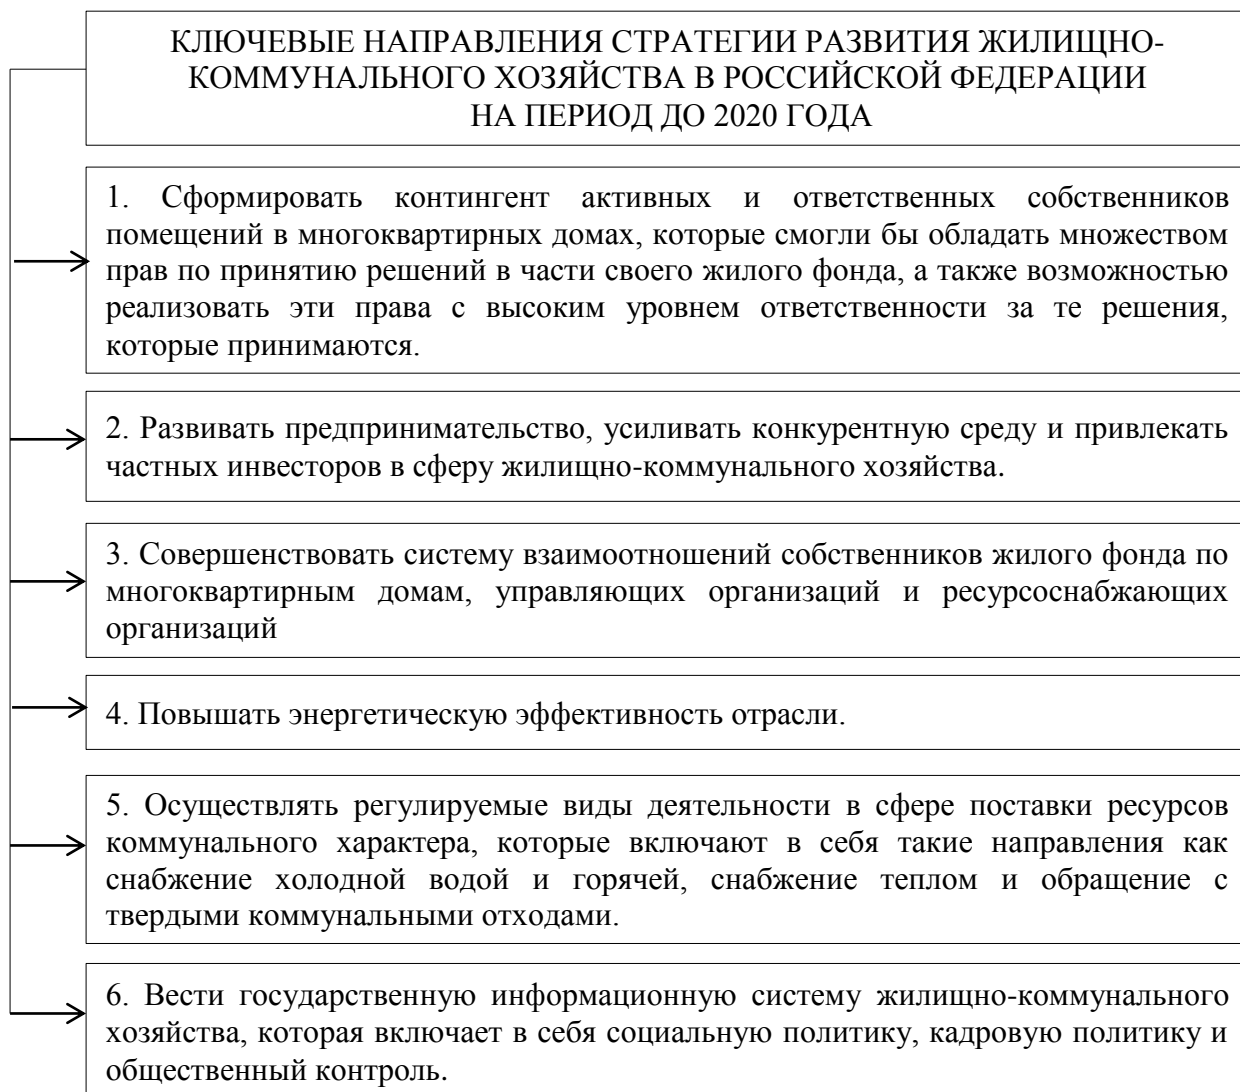 КЛЮЧЕВЫЕ НАПРАВЛЕНИЯ СТРАТЕГИИ РАЗВИТИЯ ЖИЛИЩНО-
КОММУНАЛЬНОГО ХОЗЯЙСТВА В РОССИЙСКОЙ ФЕДЕРАЦИИ
НА ПЕРИОД ДО 2020 ГОДА
1. Сформировать контингент активных и ответственных собственников
помещений в многоквартирных домах, которые смогли бы обладать множеством
прав по принятию решений в части своего жилого фонда, а также возможностью
реализовать эти права с высоким уровнем ответственности за те решения,
которые принимаются.
2. Развивать предпринимательство, усиливать конкурентную среду и привлекать
частных инвесторов в сферу жилищно-коммунального хозяйства.
3. Совершенствовать систему взаимоотношений собственников жилого фонда по
многоквартирным домам, управляющих организаций и ресурсоснабжающих
организаций
4. Повышать энергетическую эффективность отрасли.
5. Осуществлять регулируемые виды деятельности в сфере поставки ресурсов
коммунального характера, которые включают в себя такие направления как
снабжение холодной водой и горячей, снабжение теплом и обращение с
твердыми коммунальными отходами.
6. Вести государственную информационную систему жилищно-коммунального
хозяйства, которая включает в себя социальную политику, кадровую политику и
общественный контроль.